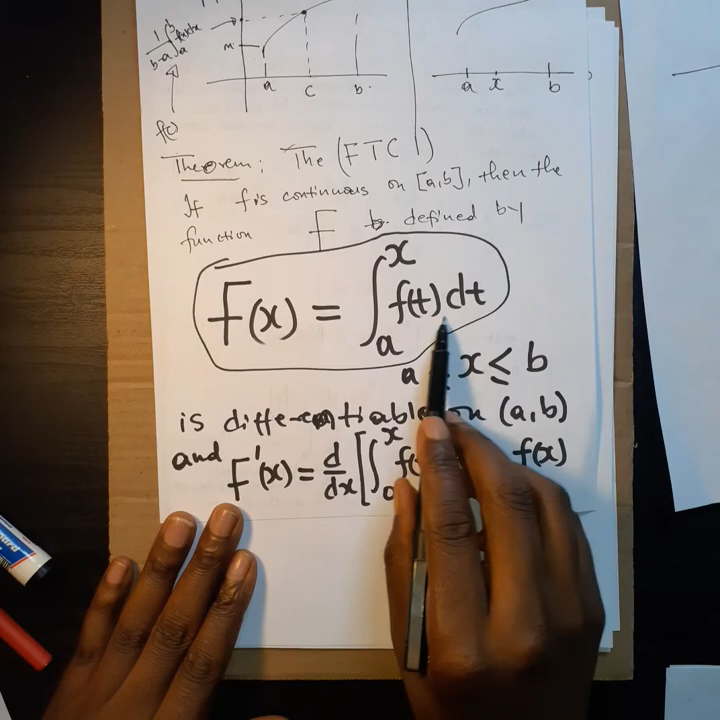 m
a c b
a x b
f(c)
Theorem: The (FTC 1)
If f is continuous on [a,b], then the
function F defined by
F(x) = ∫ₐˣ f(t)dt
a x ≤ b
is differentiable on (a,b)
and F'(x) = d/dx [∫ₐˣ f( f(x)